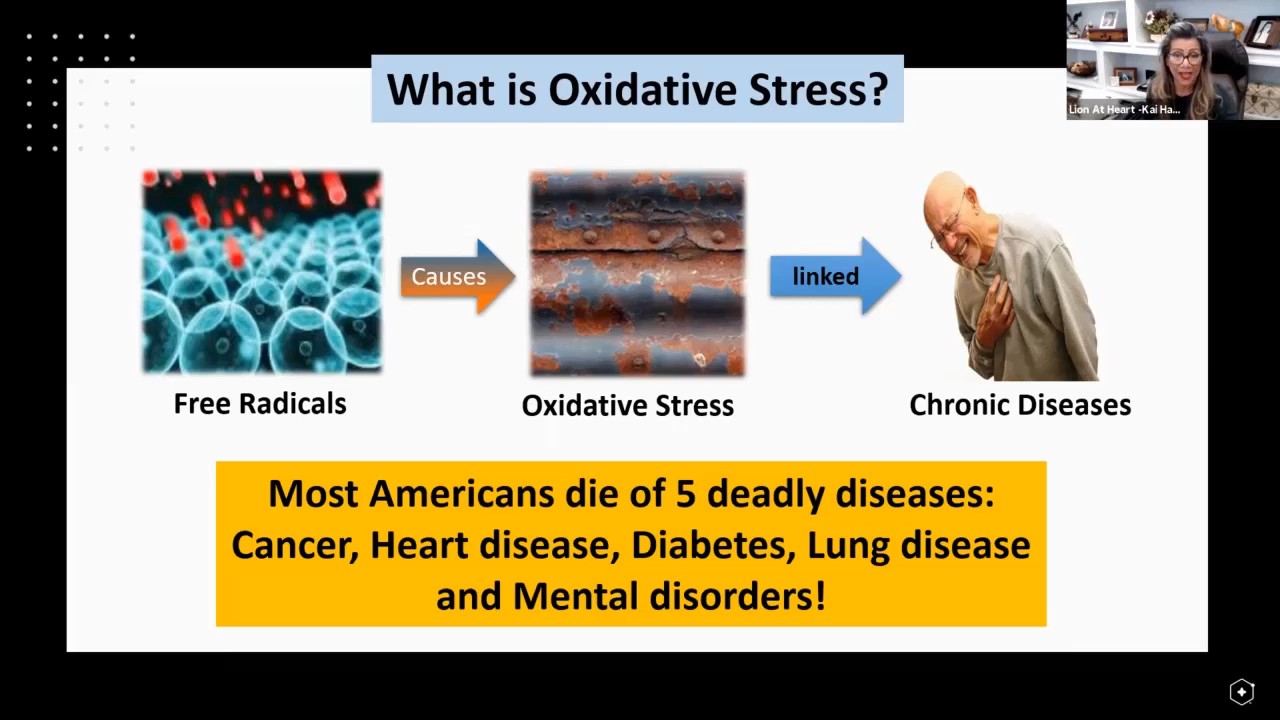 What is Oxidative Stress?
Lion At Heart -Kai Ha...
Causes
linked
Free Radicals
Oxidative Stress
Chronic Diseases
Most Americans die of 5 deadly diseases:
Cancer, Heart disease, Diabetes, Lung disease
and Mental disorders!